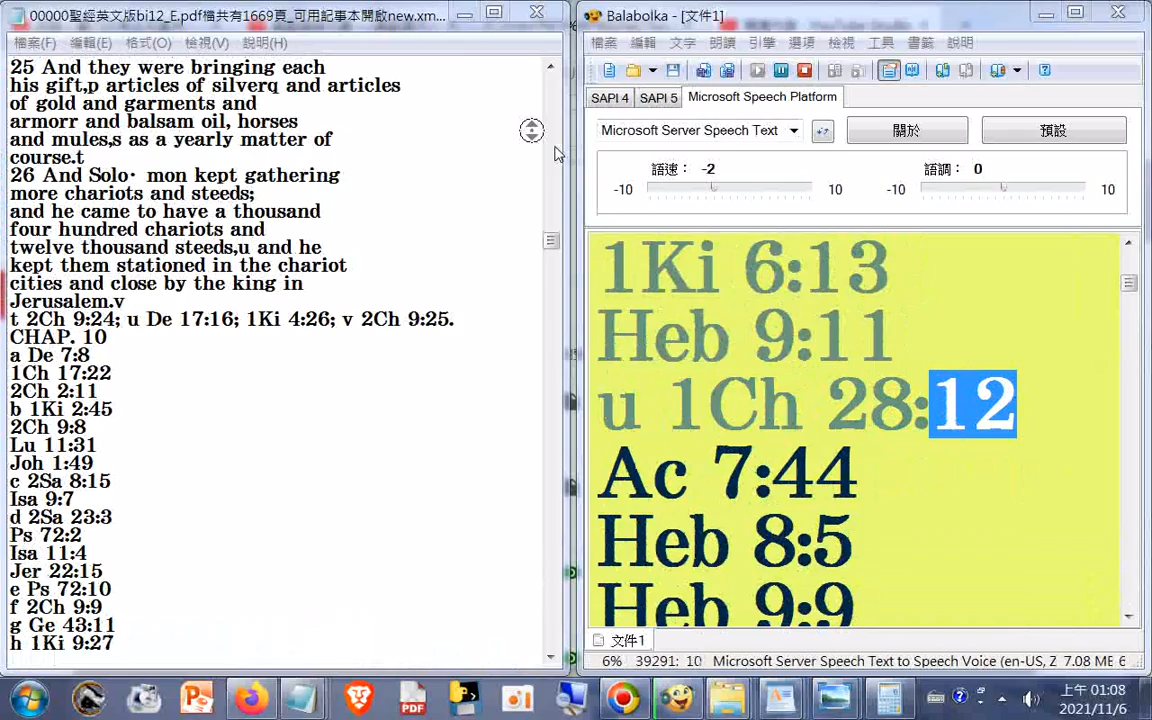 00000聖經英文版bi12_E.pdf檔共有1669頁_可用記事本開啟new.xm...
檔案(F) 編輯(E) 格式(O) 檢視(V) 說明(H)
25 And they were bringing each
his gift,p articles of silverq and articles
of gold and garments and
armorr and balsam oil, horses
and mules,s as a yearly matter of
course.t
26 And Solo· mon kept gathering
more chariots and steeds;
and he came to have a thousand
four hundred chariots and
twelve thousand steeds,u and he
kept them stationed in the chariot
cities and close by the king in
Jerusalem.v
t 2Ch 9:24; u De 17:16; 1Ki 4:26; v 2Ch 9:25.
CHAP. 10
a De 7:8
1Ch 17:22
2Ch 2:11
b 1Ki 2:45
2Ch 9:8
Lu 11:31
Joh 1:49
c 2Sa 8:15
Isa 9:7
d 2Sa 23:3
Ps 72:2
Isa 11:4
Jer 22:15
e Ps 72:10
f 2Ch 9:9
g Ge 43:11
h 1Ki 9:27
Balabolka - [文件1]
檔案 編輯 文字 朗讀 引擎 選項 檢視 工具 書籤 說明
SAPI 4 SAPI 5 Microsoft Speech Platform
Microsoft Server Speech Text 關於 預設
語速: -2 語調: 0
-10 10 -10 10
1Ki 6:13
Heb 9:11
u 1Ch 28:12
Ac 7:44
Heb 8:5
Heb 9:9
文件1
6% 39291: 10 Microsoft Server Speech Text to Speech Voice (en-US, Z 7.08 MB 6
PDF
上午 01:08
2021/11/6